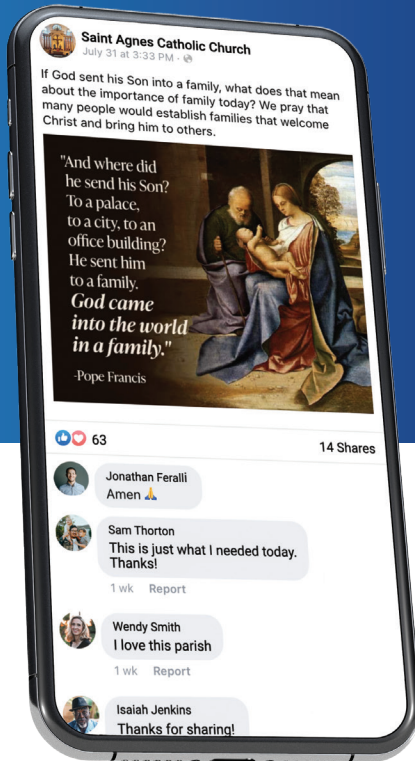 Saint Agnes Catholic Church
July 31 at 3:33 PM ·
If God sent his Son into a family, what does that mean
about the importance of family today? We pray that
many people would establish families that welcome
Christ and bring him to others.
"And where did
he send his Son?
To a palace,
to a city, to an
office building?
He sent him
to a family.
God came
into the world
in a family."
-Pope Francis
63
14 Shares
Jonathan Feralli
Amen 🙏
Sam Thorton
This is just what I needed today.
Thanks!
1 wk Report
Wendy Smith
I love this parish
1 wk Report
Isaiah Jenkins
Thanks for sharing!